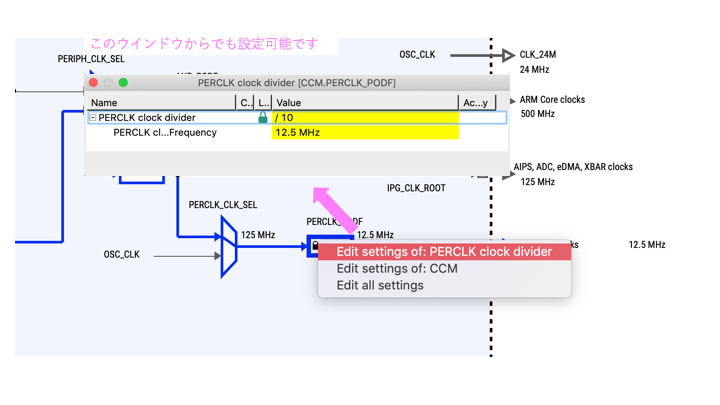 このウインドウからでも設定可能です
OSC_CLK
CLK_24M
24 MHz
PERIPH_CLK_SEL
PERCLK clock divider [CCM.PERCLK_PODF]
Name
C..
L..
Value
Ac...y
PERCLK clock divider
/ 10
PERCLK cl...Frequency
12.5 MHz
ARM Core clocks
500 MHz
AIPS, ADC, eDMA, XBAR clocks
125 MHz
IPG_CLK_ROOT
PERCLK_CLK_SEL
125 MHz
12.5 MHz
OSC_CLK
12.5 MHz
Edit settings of: PERCLK clock divider
Edit settings of: CCM
Edit all settings